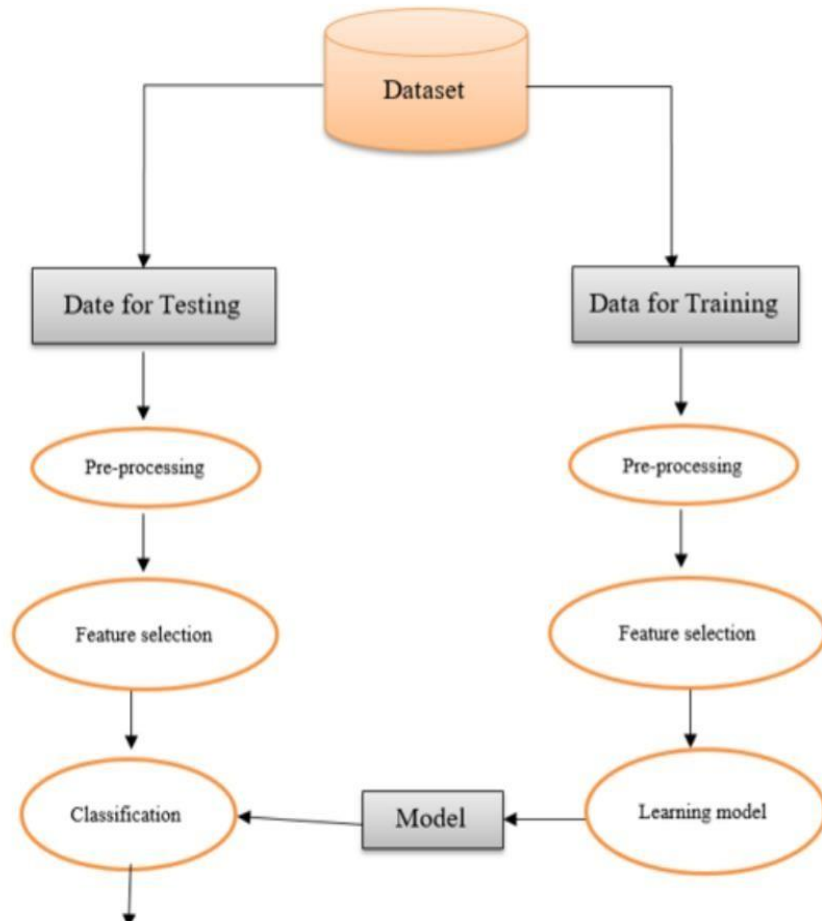 Dataset
Date for Testing
Data for Training
Pre-processing
Pre-processing
Feature selection
Feature selection
Classification
Model
Learning model